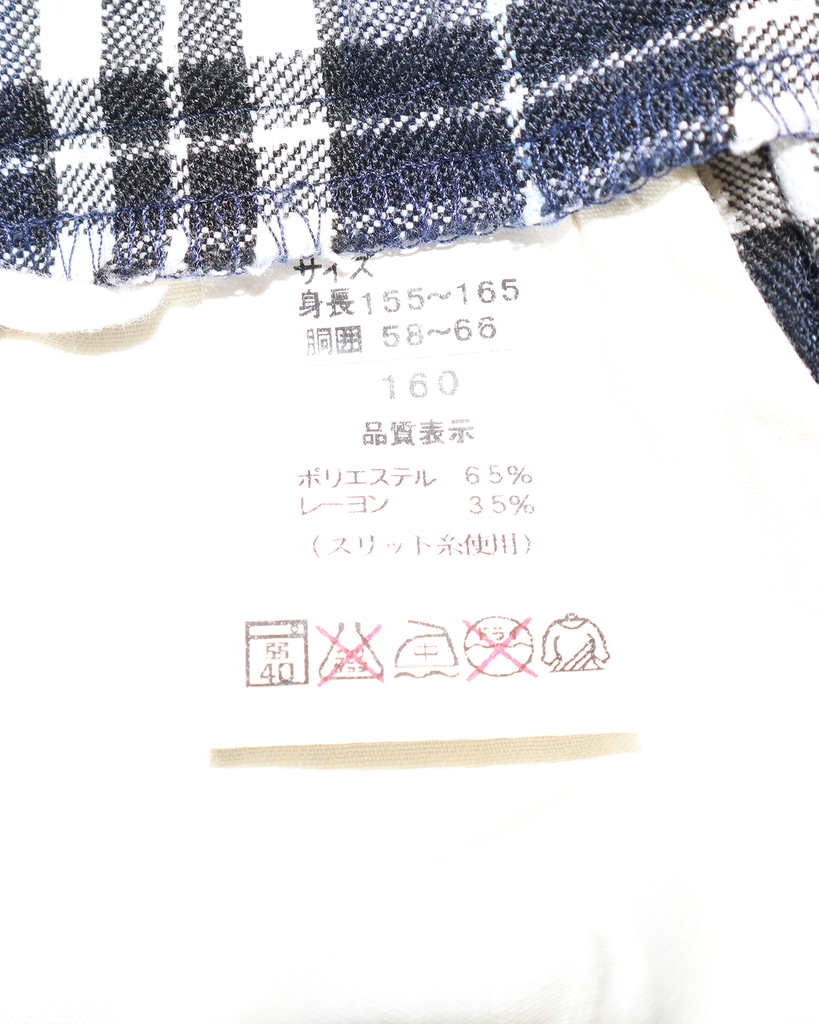 サイズ
身長155〜165
胴囲 58〜66
160
品質表示
ポリエステル 65%
レーヨン 35%
(スリット糸使用)
弱
40
中
ドライ